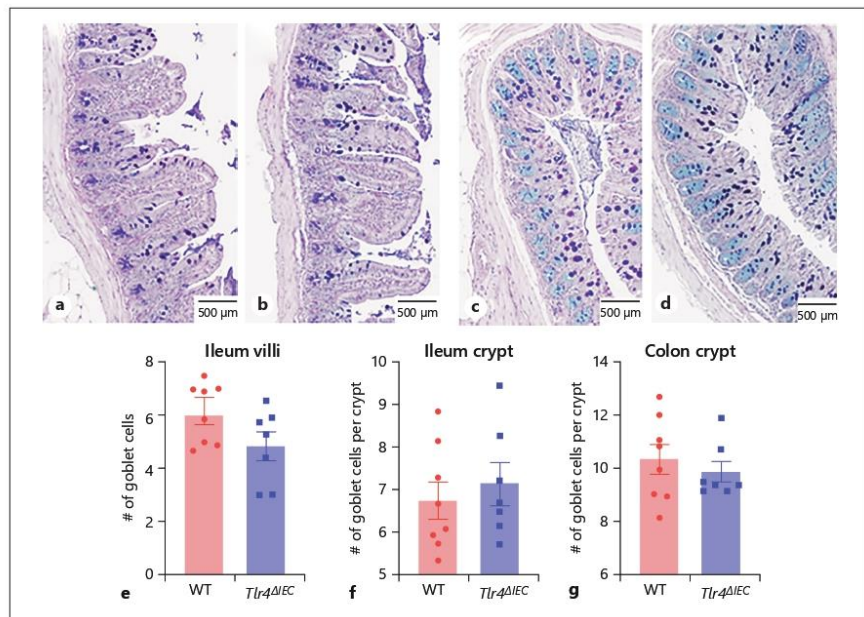 a
500 µm
b
500 µm
c
500 µm
d
500 µm
Ileum villi
# of goblet cells
8
6
4
2
0
WT
Tlr4ΔIEC
e
Ileum crypt
# of goblet cells per crypt
10
9
8
7
6
5
WT
Tlr4ΔIEC
f
Colon crypt
# of goblet cells per crypt
14
12
10
8
6
WT
Tlr4ΔIEC
g